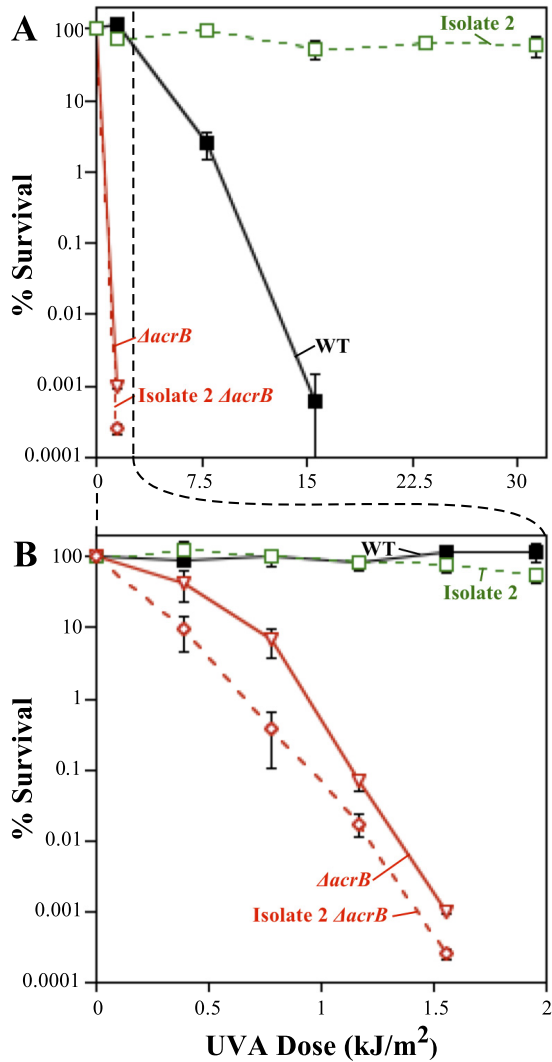 A
100
10
1
0.1
0.01
0.001
0.0001
% Survival
Isolate 2
WT
ΔacrB
Isolate 2 ΔacrB
0 7.5 15 22.5 30
B
100
10
1
0.1
0.01
0.001
0.0001
% Survival
WT
Isolate 2
ΔacrB
Isolate 2 ΔacrB
0 0.5 1 1.5 2
UVA Dose (kJ/m²)